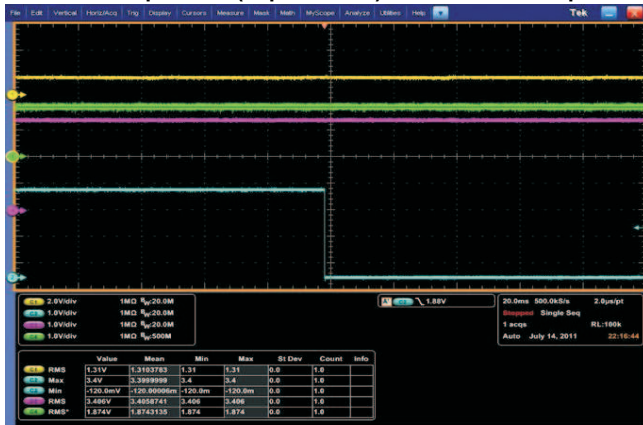 File Edit Vertical Horiz/Acq Trig Display Cursors Measure Mask Math MyScope Analyze Utilities Help Tek
C1 2.0V/div 1MΩ BW:20.0M
C2 1.0V/div 1MΩ BW:20.0M
1.0V/div 1MΩ BW:20.0M
C4 1.0V/div 1MΩ BW:500M
A' C2 1.88V
20.0ms 500.0kS/s 2.0µs/pt
Stopped Single Seq
1 acqs RL:100k
Auto July 14, 2011 22:16:44
Value Mean Min Max St Dev Count Info
C1 RMS 1.31V 1.3103783 1.31 1.31 0.0 1.0
C2 Max 3.4V 3.3999999 3.4 3.4 0.0 1.0
C2 Min -120.0mV -120.00006m -120.0m -120.0m 0.0 1.0
RMS 3.406V 3.4058741 3.406 3.406 0.0 1.0
C4 RMS* 1.874V 1.8743135 1.874 1.874 0.0 1.0